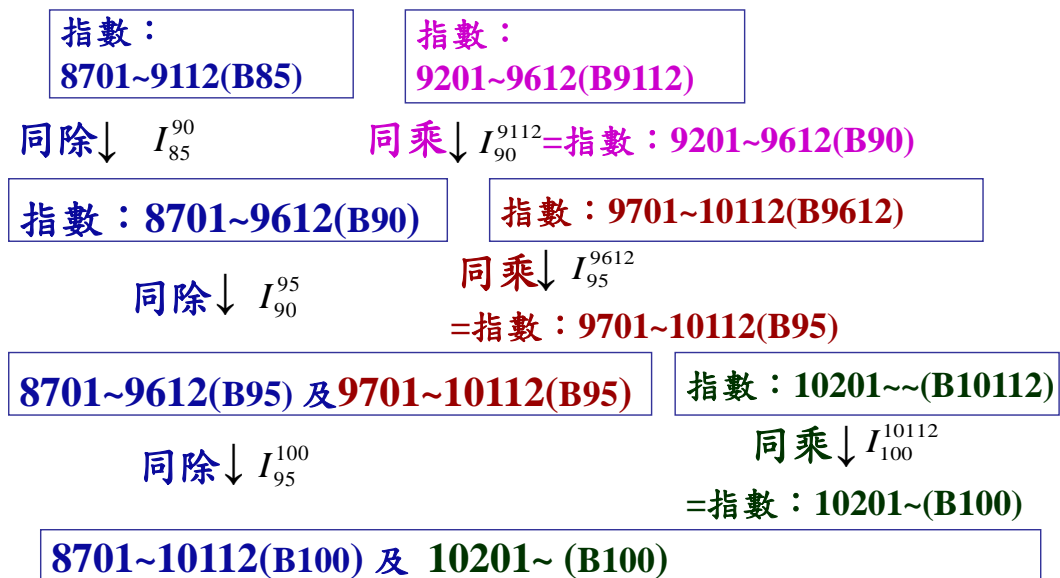 指數：
8701~9112(B85)
指數：
9201~9612(B9112)
同除↓ I_{85}^{90}
同乘↓ I_{90}^{9112}=指數：9201~9612(B90)
指數：8701~9612(B90)
指數：9701~10112(B9612)
同除↓ I_{90}^{95}
同乘↓ I_{95}^{9612}
=指數：9701~10112(B95)
8701~9612(B95) 及9701~10112(B95)
指數：10201~~(B10112)
同除↓ I_{95}^{100}
同乘↓ I_{100}^{10112}
=指數：10201~(B100)
8701~10112(B100) 及 10201~ (B100)